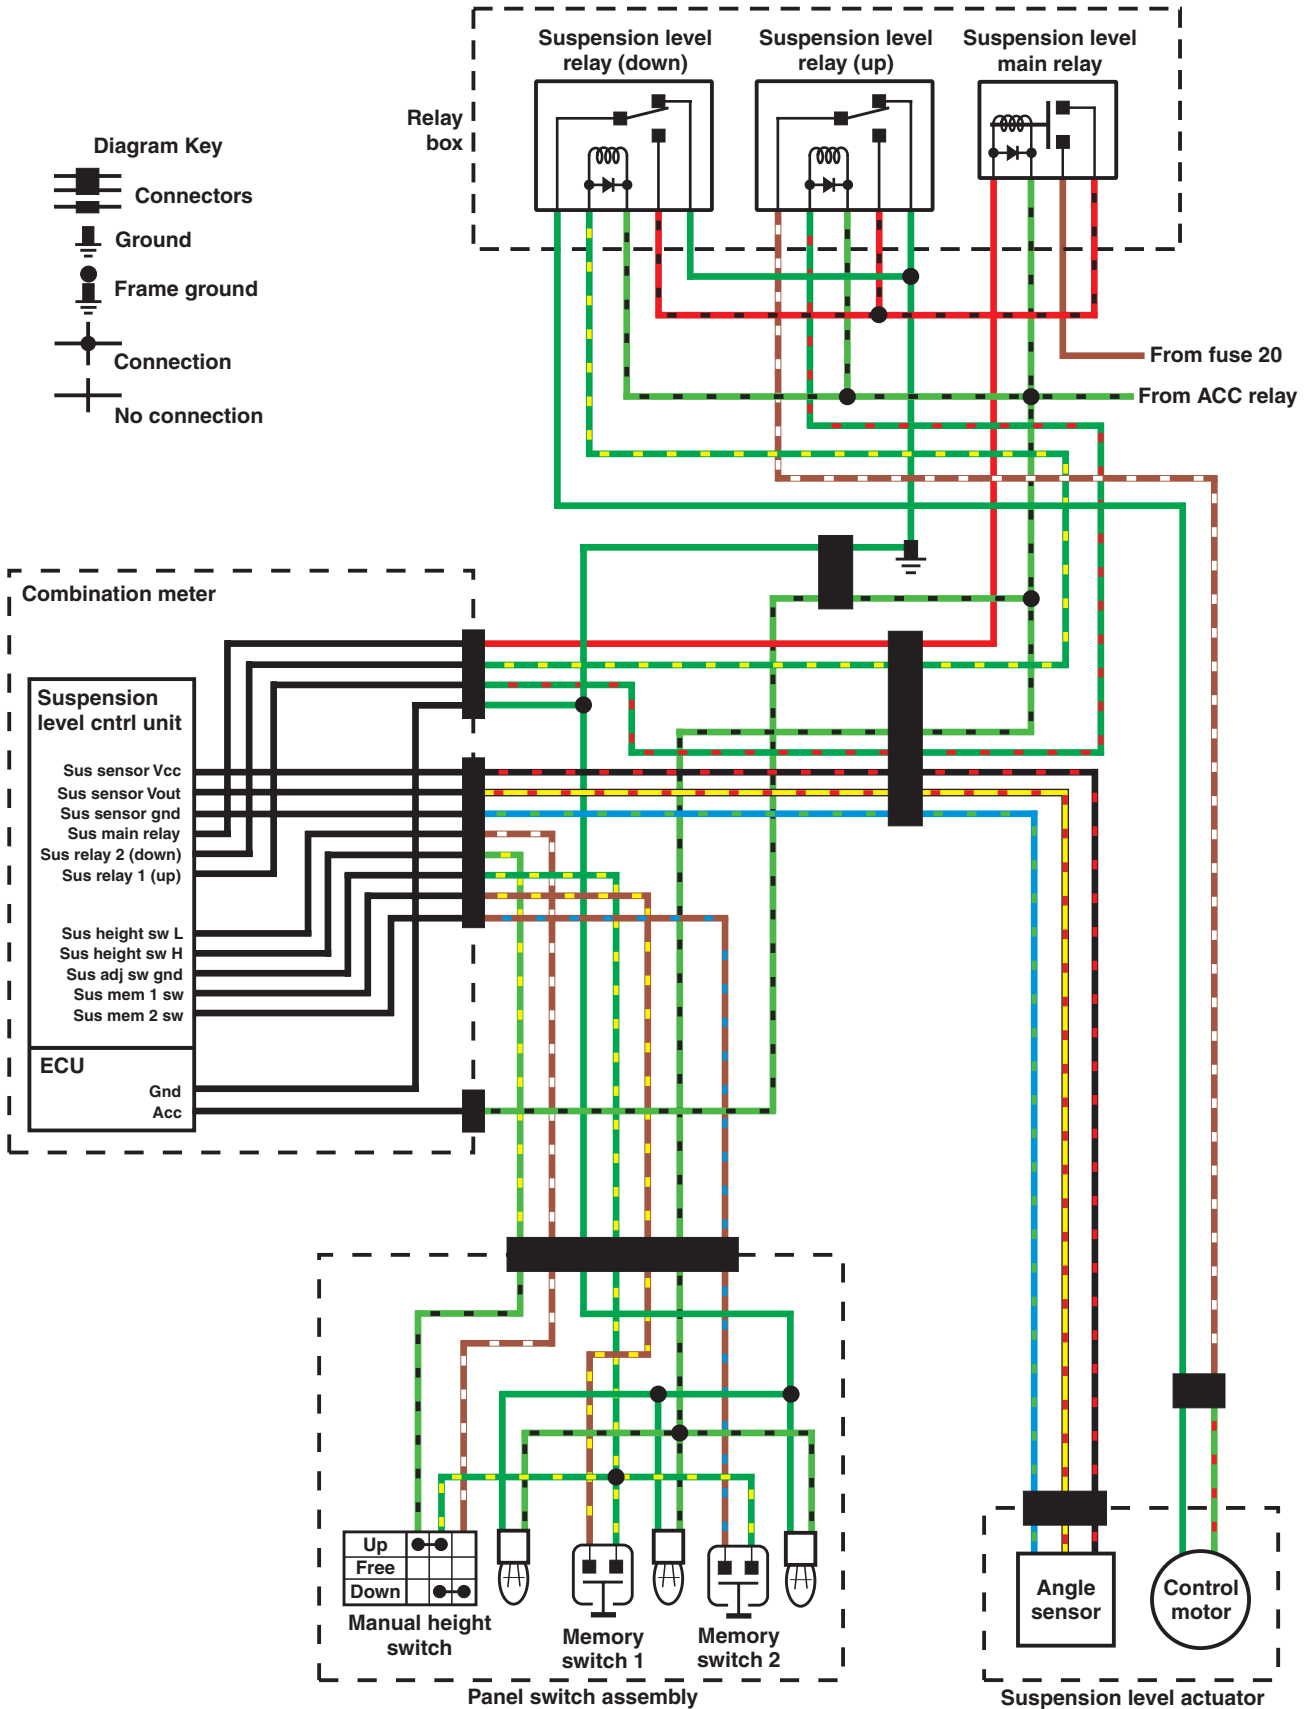 Suspension level
relay (down)
Suspension level
relay (up)
Suspension level
main relay
Relay
box
Diagram Key
Connectors
Ground
Frame ground
Connection
No connection
From fuse 20
From ACC relay
Combination meter
Suspension
level cntrl unit
Sus sensor Vcc
Sus sensor Vout
Sus sensor gnd
Sus main relay
Sus relay 2 (down)
Sus relay 1 (up)
Sus height sw L
Sus height sw H
Sus adj sw gnd
Sus mem 1 sw
Sus mem 2 sw
ECU
Gnd
Acc
Up
Free
Down
Manual height
switch
Memory
switch 1
Memory
switch 2
Panel switch assembly
Angle
sensor
Control
motor
Suspension level actuator